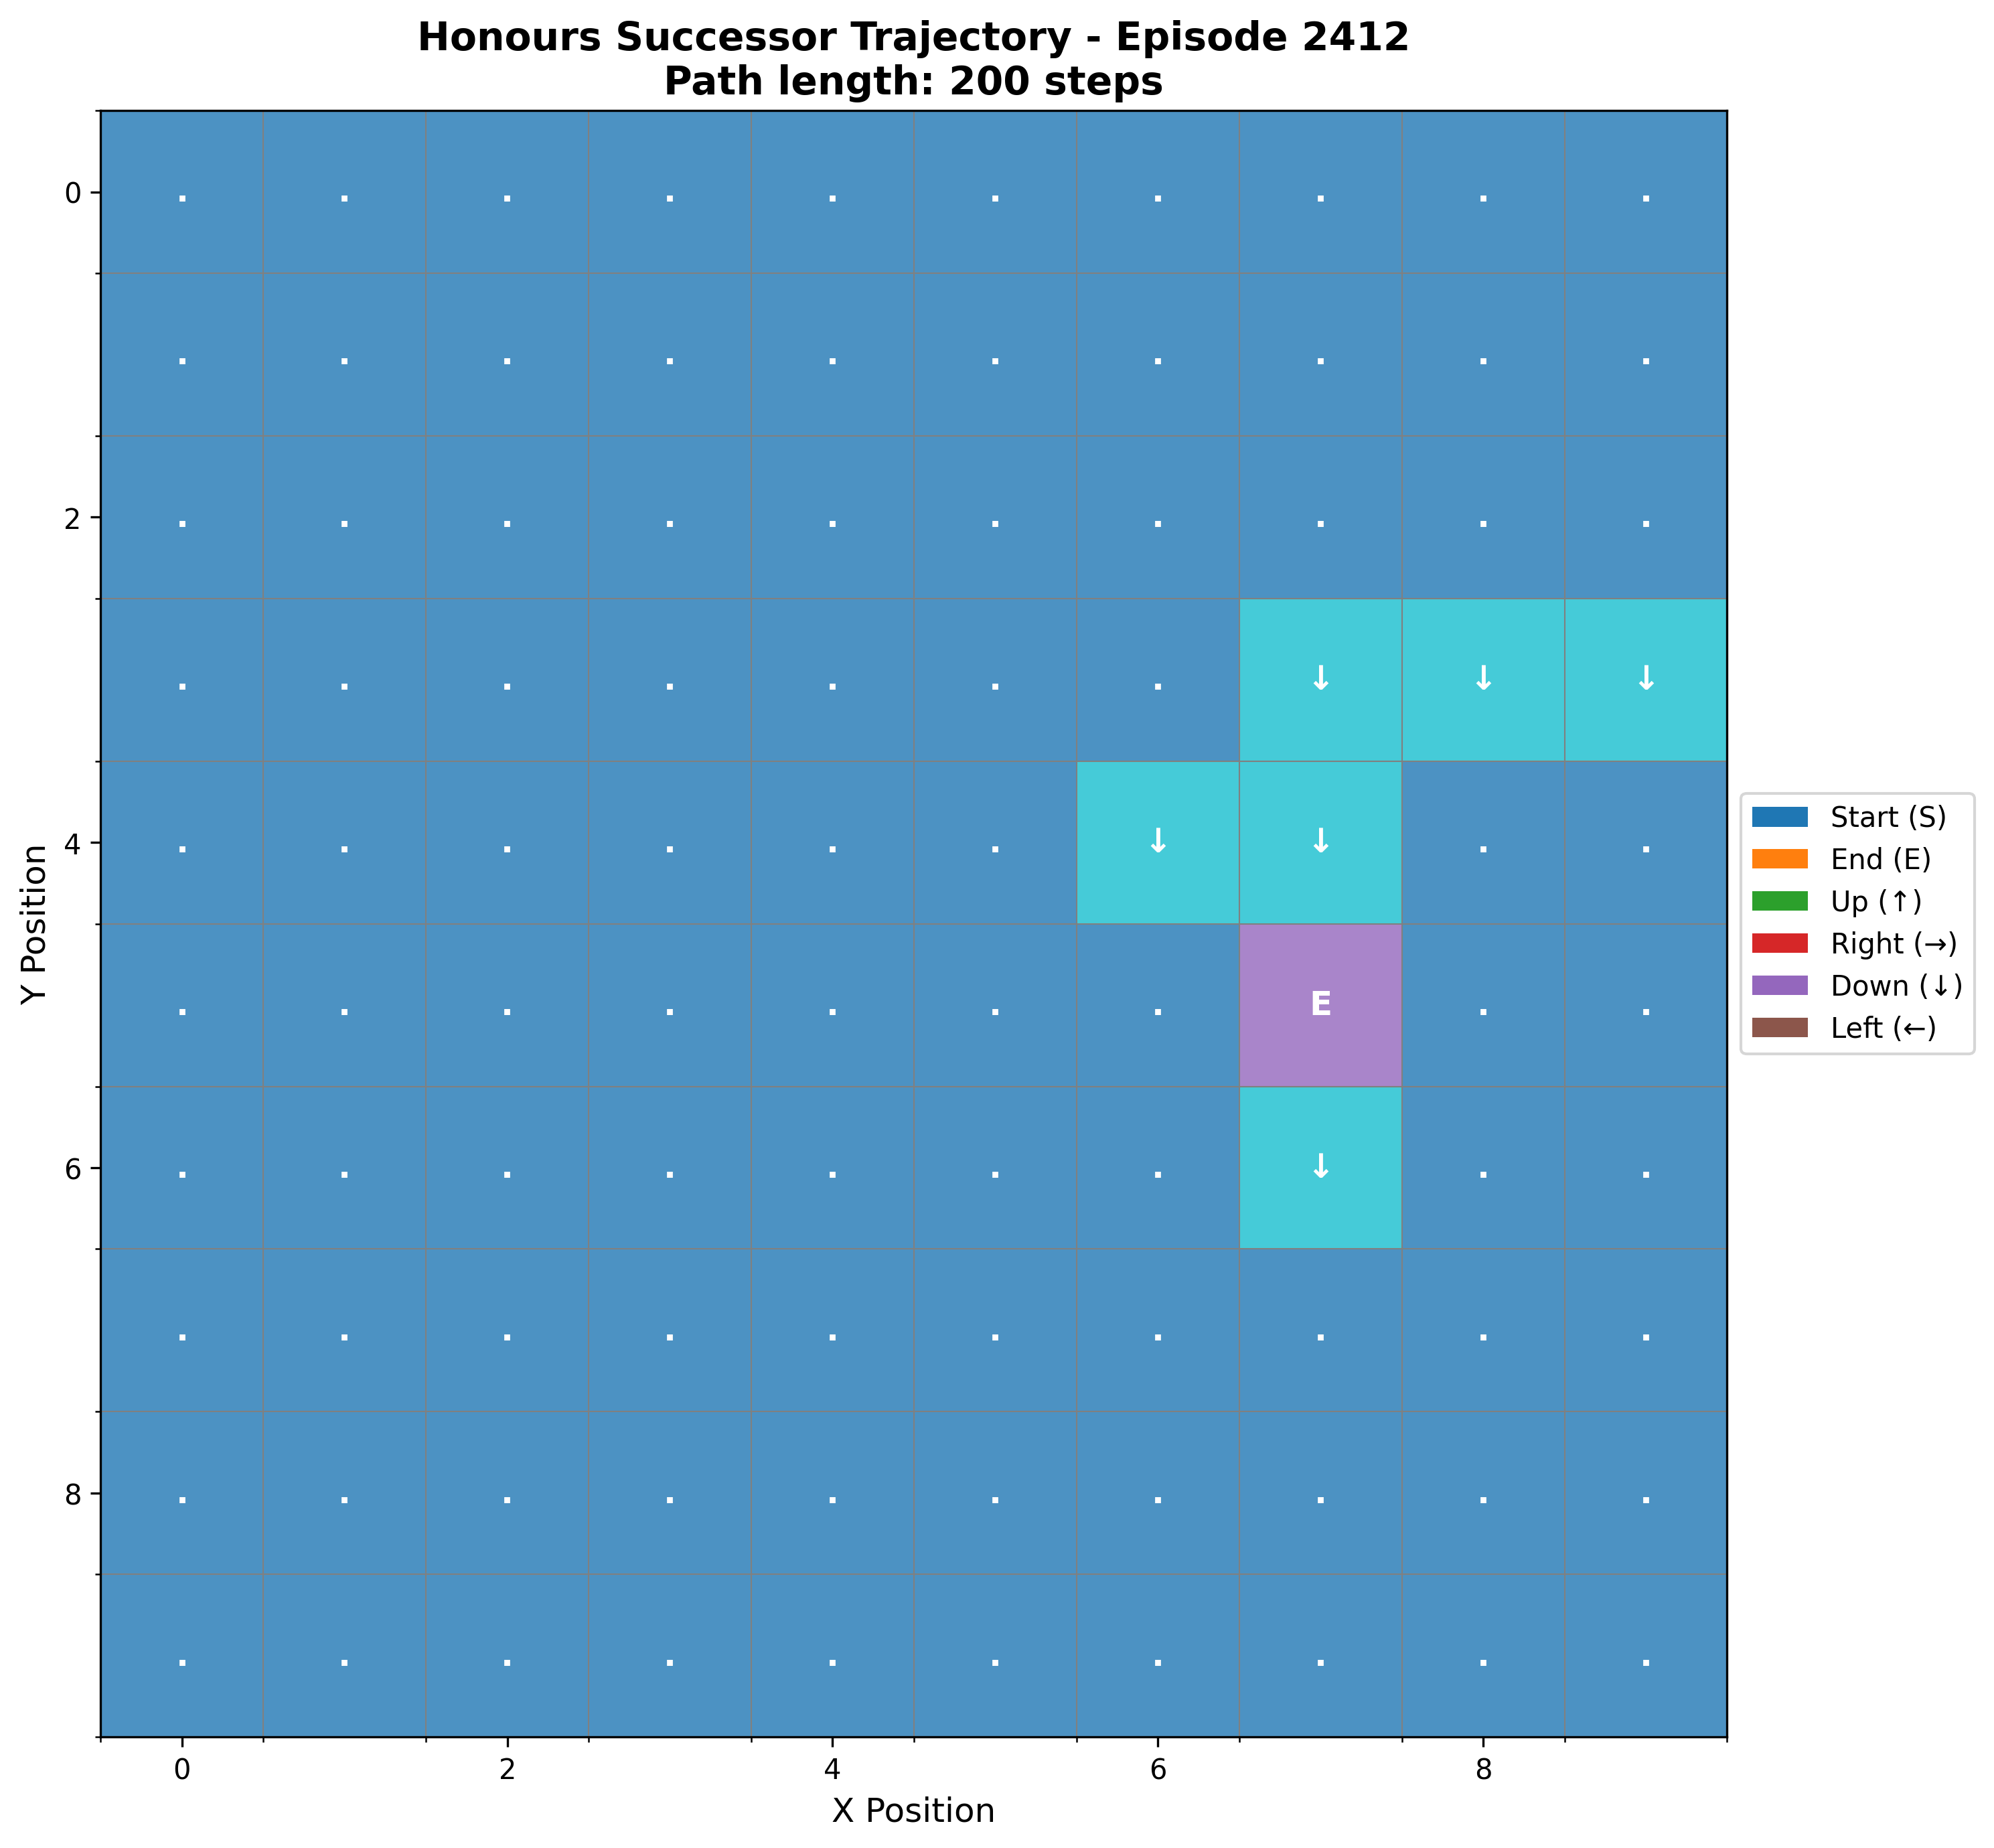 Honours Successor Trajectory - Episode 2412
Path length: 200 steps
0
2
↓ ↓ ↓
4
↓ ↓
E
6
↓
8
Y Position
0 2 4 6 8
X Position
Start (S)
End (E)
Up (↑)
Right (→)
Down (↓)
Left (←)